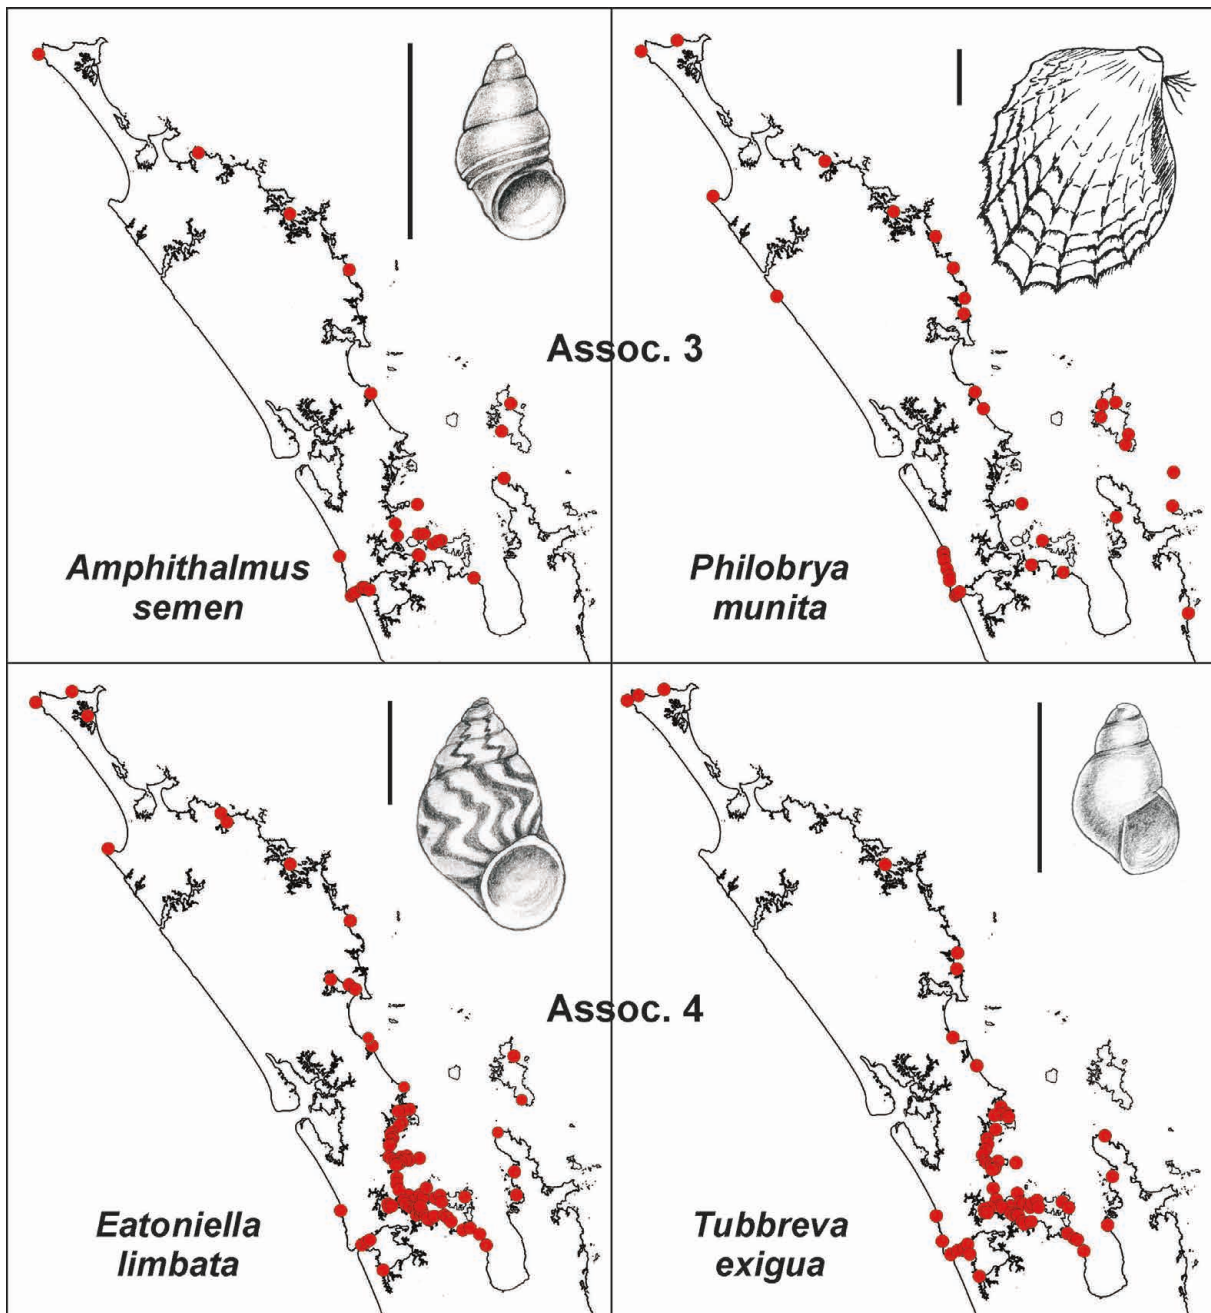 Assoc. 3
Amphithalmus
semen
Philobrya
munita
Assoc. 4
Eatoniella
limbata
Tubbreva
exigua